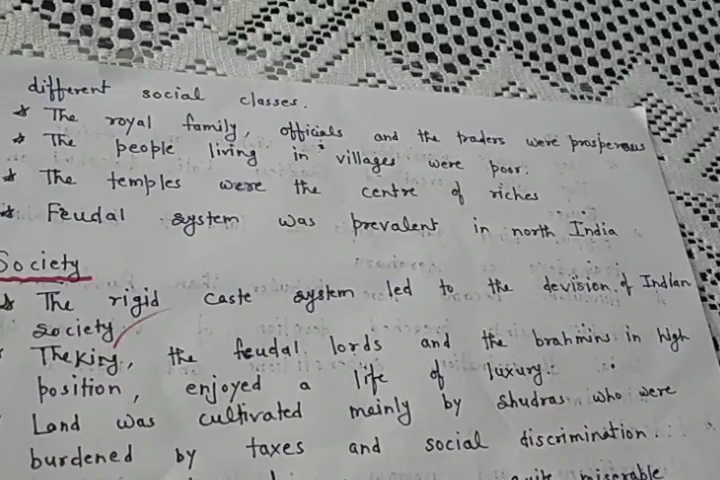 different social classes.
* The royal family, officials and the traders were prosperous
* The people living in villages were poor.
* The temples were the centre of riches
* Feudal system was prevalent in north India
Society
* The rigid caste system led to the devision of Indian
society.
The king, the feudal lords and the brahmins in high
position, enjoyed a life of luxury.
Land was cultivated mainly by shudras who were
burdened by taxes and social discrimination.
quite miserable